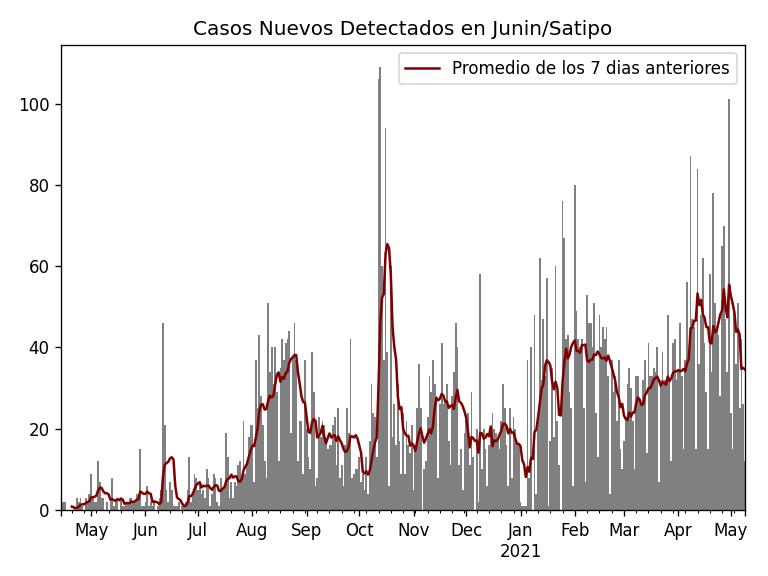 Casos Nuevos Detectados en Junin/Satipo
Promedio de los 7 dias anteriores
100
80
60
40
20
0
May Jun Jul Aug Sep Oct Nov Dec Jan Feb Mar Apr May
2021